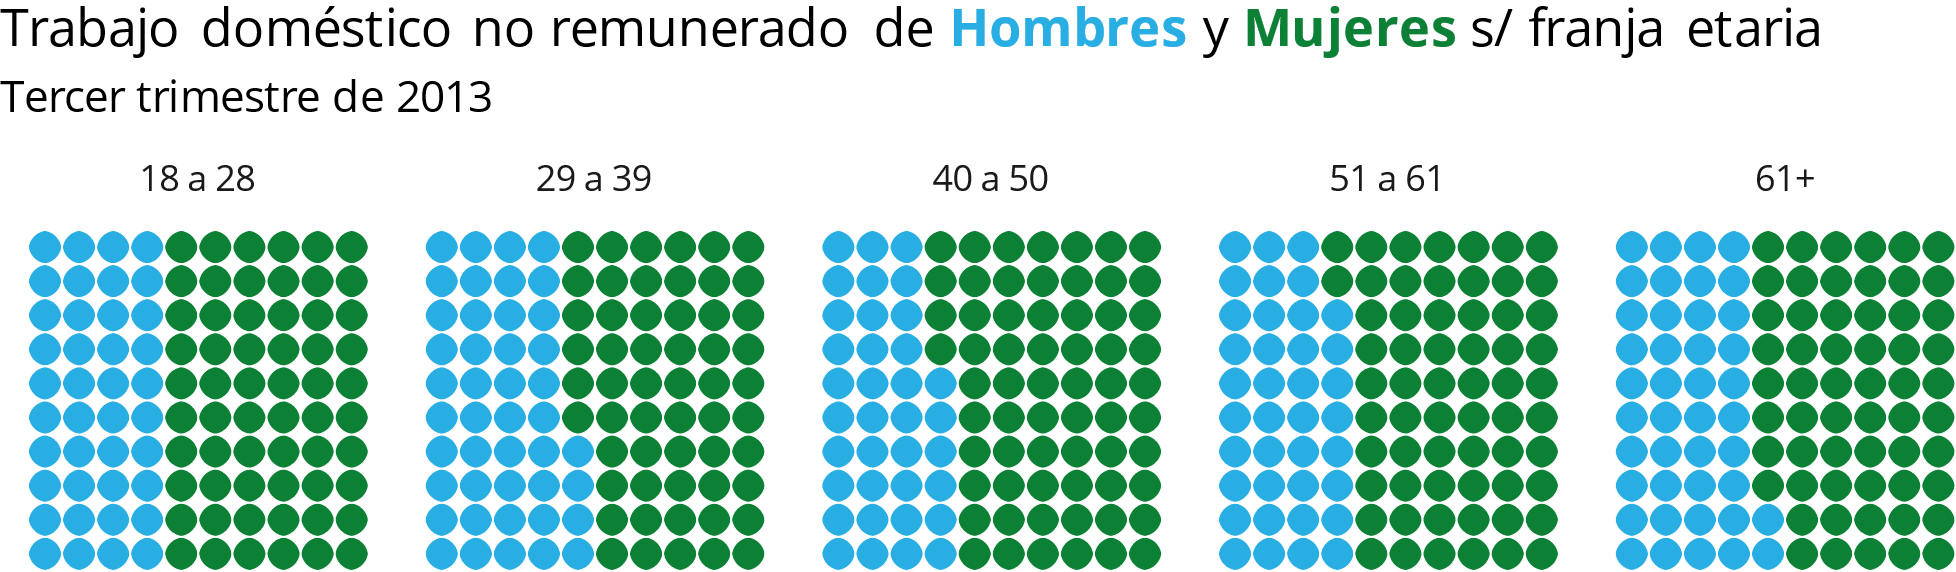 Trabajo doméstico no remunerado de Hombres y Mujeres s/ franja etaria
Tercer trimestre de 2013
18 a 28 29 a 39 40 a 50 51 a 61 61+